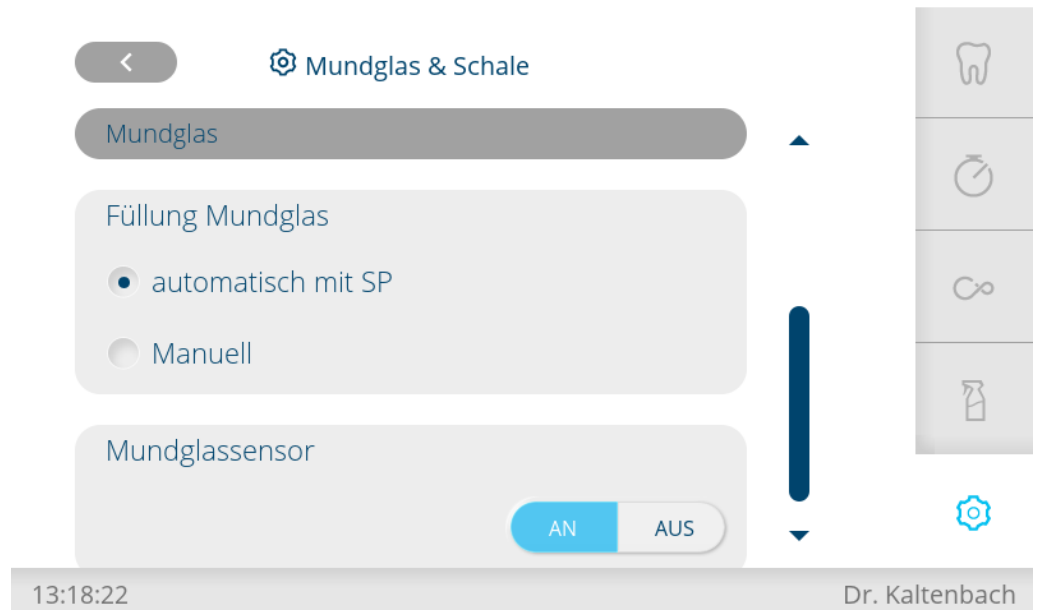 Mundglas & Schale
Mundglas
Füllung Mundglas
automatisch mit SP
Manuell
Mundglassensor
AN AUS
13:18:22 Dr. Kaltenbach